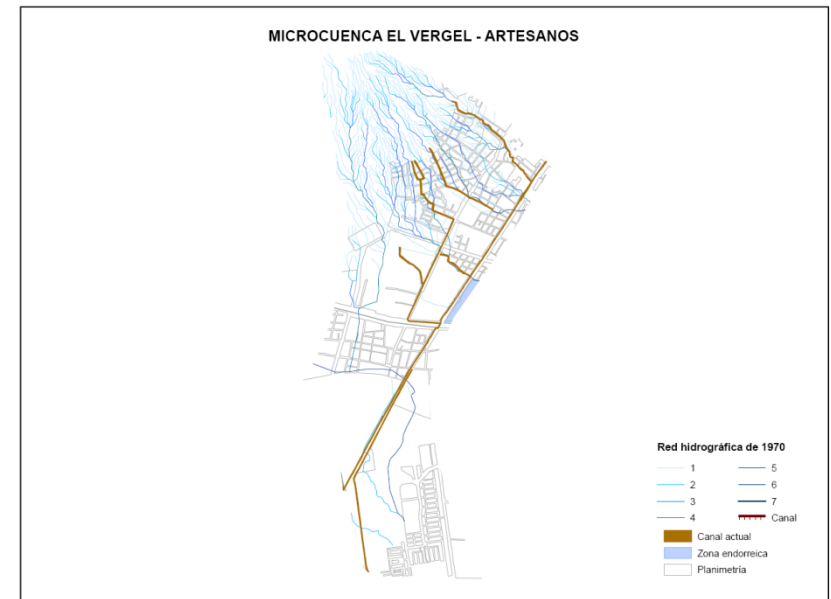 MICROCUENCA EL VERGEL - ARTESANOS
Red hidrográfica de 1970
1 5
2 6
3 7
4 Canal
Canal actual
Zona endorreica
Planimetría